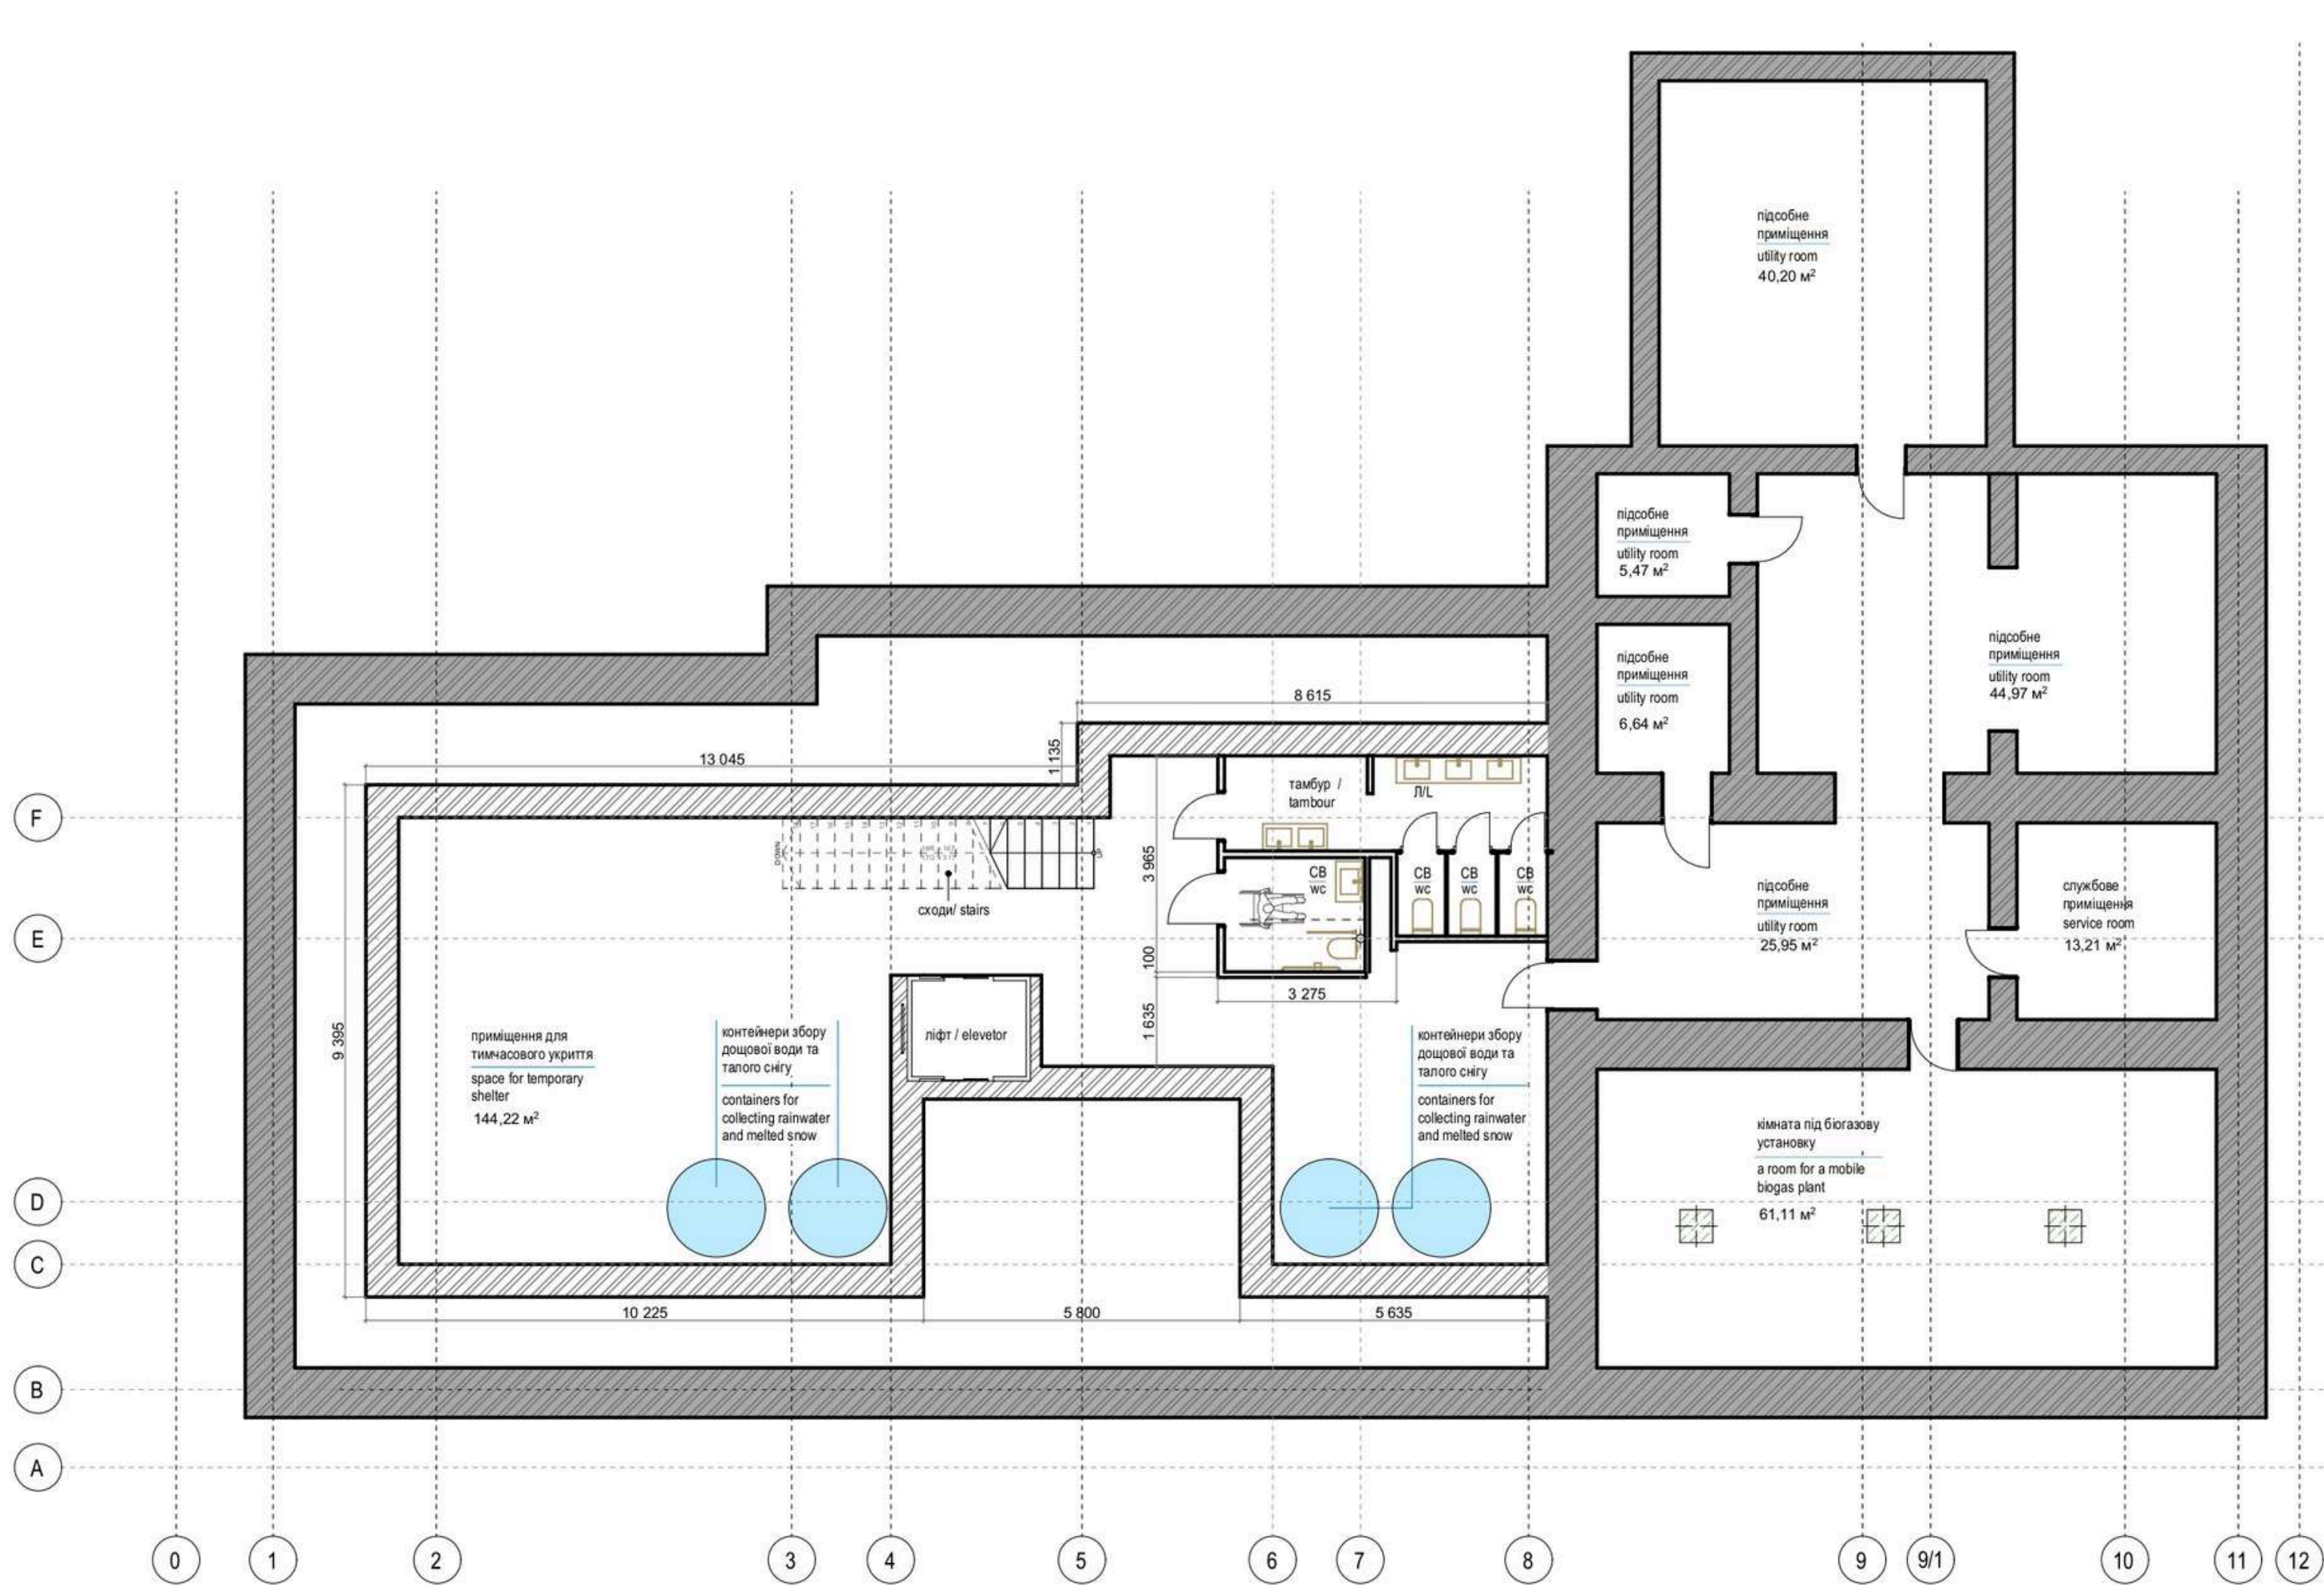 підсобне
приміщення
utility room
40,20 м²
підсобне
приміщення
utility room
5,47 м²
підсобне
приміщення
utility room
6,64 м²
підсобне
приміщення
utility room
44,97 м²
8 615
13 045
1 135
тамбур /
tambour
Л/L
F
DOWN
3 965
СВ
wc
СВ
wc
СВ
wc
СВ
wc
сходи/ stairs
підсобне
приміщення
utility room
25,95 м²
службове
приміщення
service room
13,21 м²
E
100
3 275
1 635
9 395
приміщення для
тимчасового укриття
space for temporary
shelter
144,22 м²
контейнери збору
дощової води та
талого снігу
containers for
collecting rainwater
and melted snow
ліфт / elevetor
контейнери збору
дощової води та
талого снігу
containers for
collecting rainwater
and melted snow
кімната під біогазову
установку
a room for a mobile
biogas plant
61,11 м²
D
C
10 225
5 800
5 635
B
A
0
1
2
3
4
5
6
7
8
9
9/1
10
11
12